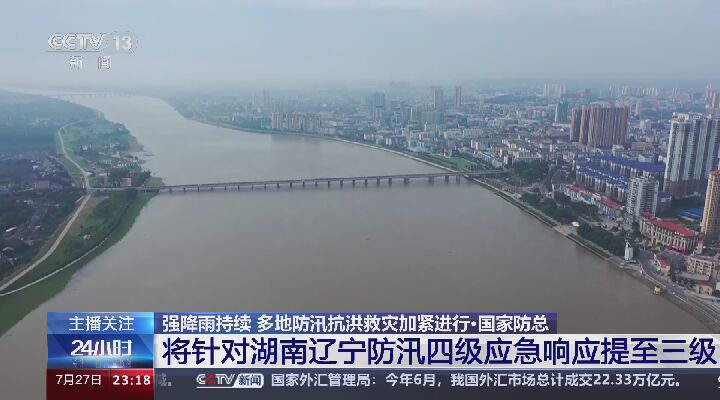 CCTV 13
新闻
主播关注
24小时
7月27日 23:18
强降雨持续 多地防汛抗洪救灾加紧进行·国家防总
将针对湖南辽宁防汛四级应急响应提至三级
CCTV 新闻 国家外汇管理局：今年6月，我国外汇市场总计成交22.33万亿元。